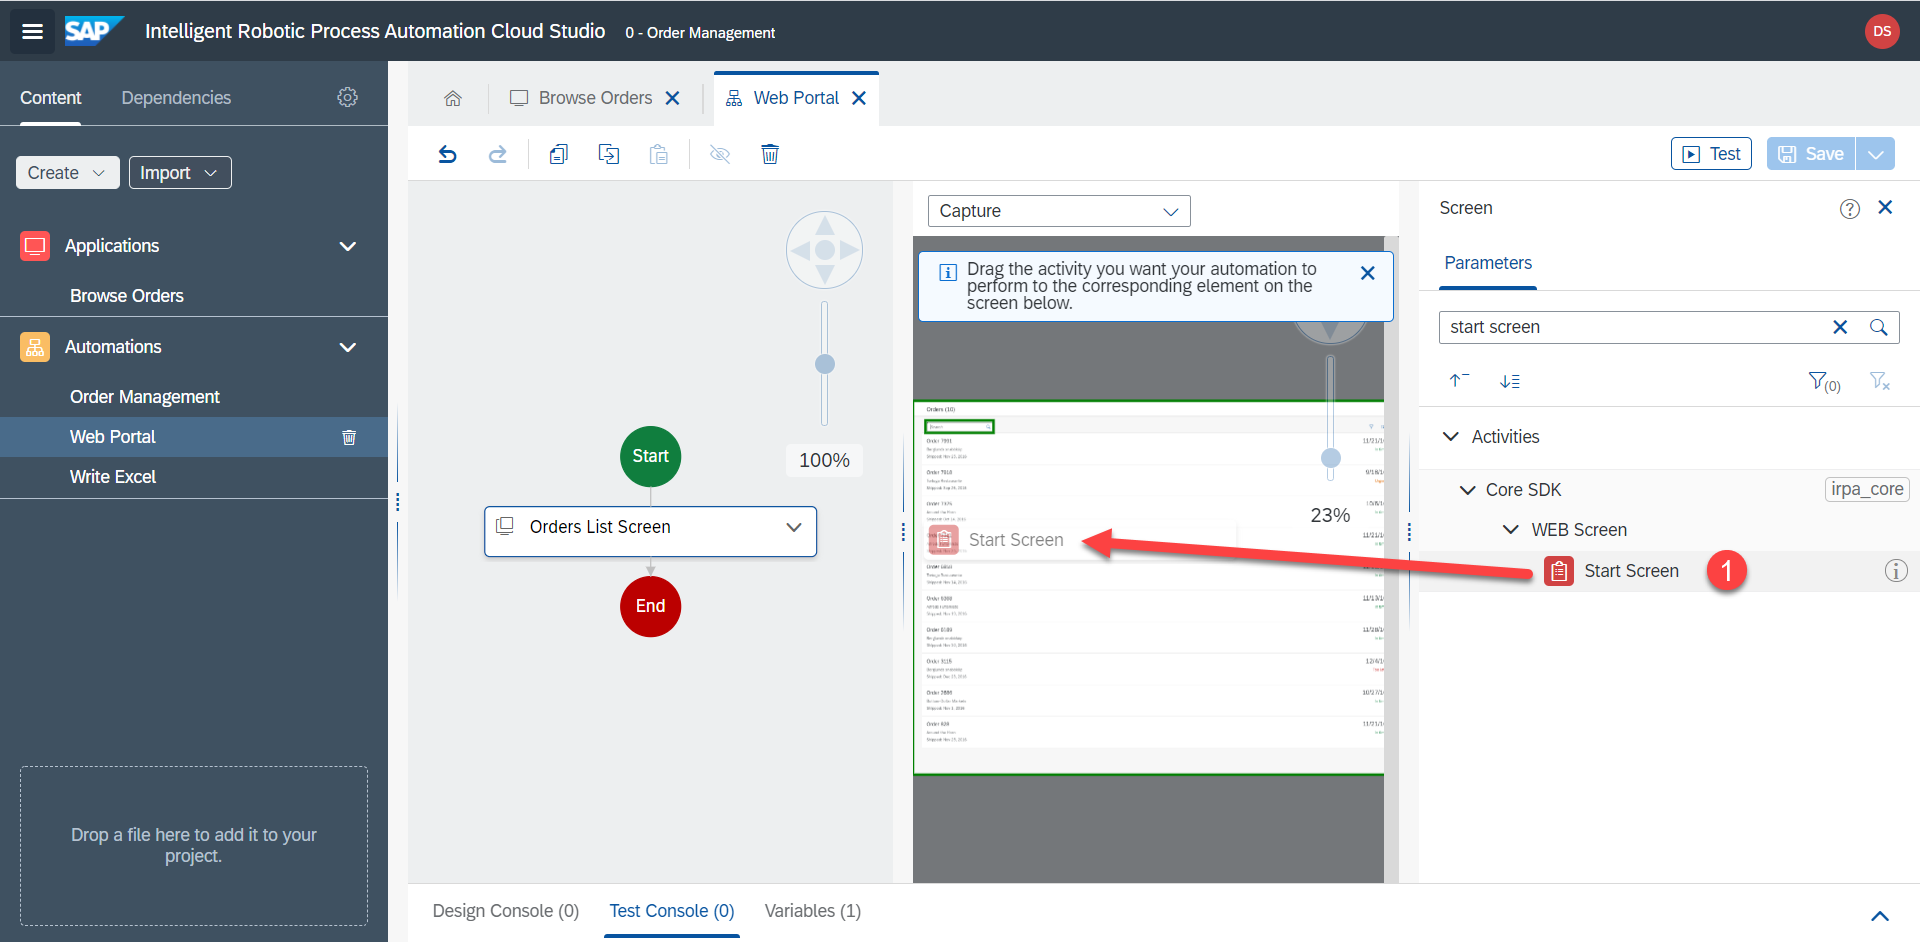 SAP Intelligent Robotic Process Automation Cloud Studio 0 - Order Management DS
Content Dependencies
Browse Orders Web Portal
Create Import
Test Save
Applications
Browse Orders
Automations
Order Management
Web Portal
Write Excel
Drop a file here to add it to your
project.
100%
Start
Orders List Screen
End
Capture
Drag the activity you want your automation to
perform to the corresponding element on the
screen below.
Orders (10)
Order 7991
Start Screen
Order 2686
23%
Screen
Parameters
start screen
(0)
Activities
Core SDK irpa_core
WEB Screen
Start Screen 1
Design Console (0) Test Console (0) Variables (1)